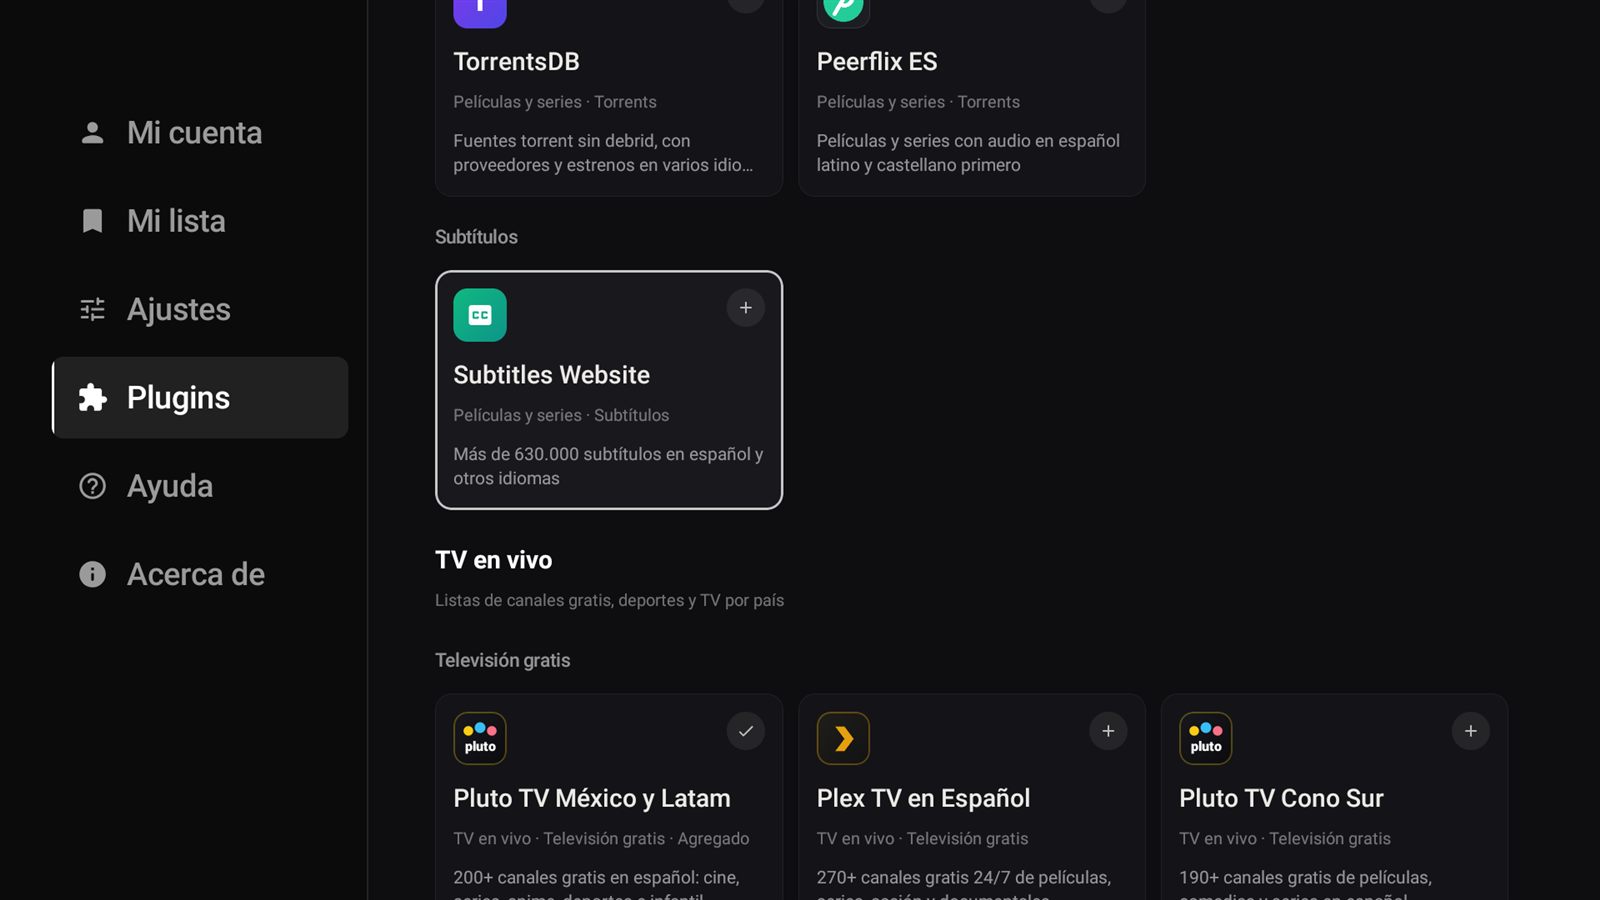 Mi cuenta
Mi lista
Ajustes
Plugins
Ayuda
Acerca de
TorrentsDB
Películas y series · Torrents
Fuentes torrent sin debrid, con
proveedores y estrenos en varios idio...
Peerflix ES
Películas y series · Torrents
Películas y series con audio en español
latino y castellano primero
Subtítulos
CC
Subtitles Website
Películas y series · Subtítulos
Más de 630.000 subtítulos en español y
otros idiomas
TV en vivo
Listas de canales gratis, deportes y TV por país
Televisión gratis
pluto
Pluto TV México y Latam
TV en vivo · Televisión gratis · Agregado
200+ canales gratis en español: cine,
Plex TV en Español
TV en vivo · Televisión gratis
270+ canales gratis 24/7 de películas,
pluto
Pluto TV Cono Sur
TV en vivo · Televisión gratis
190+ canales gratis de películas,